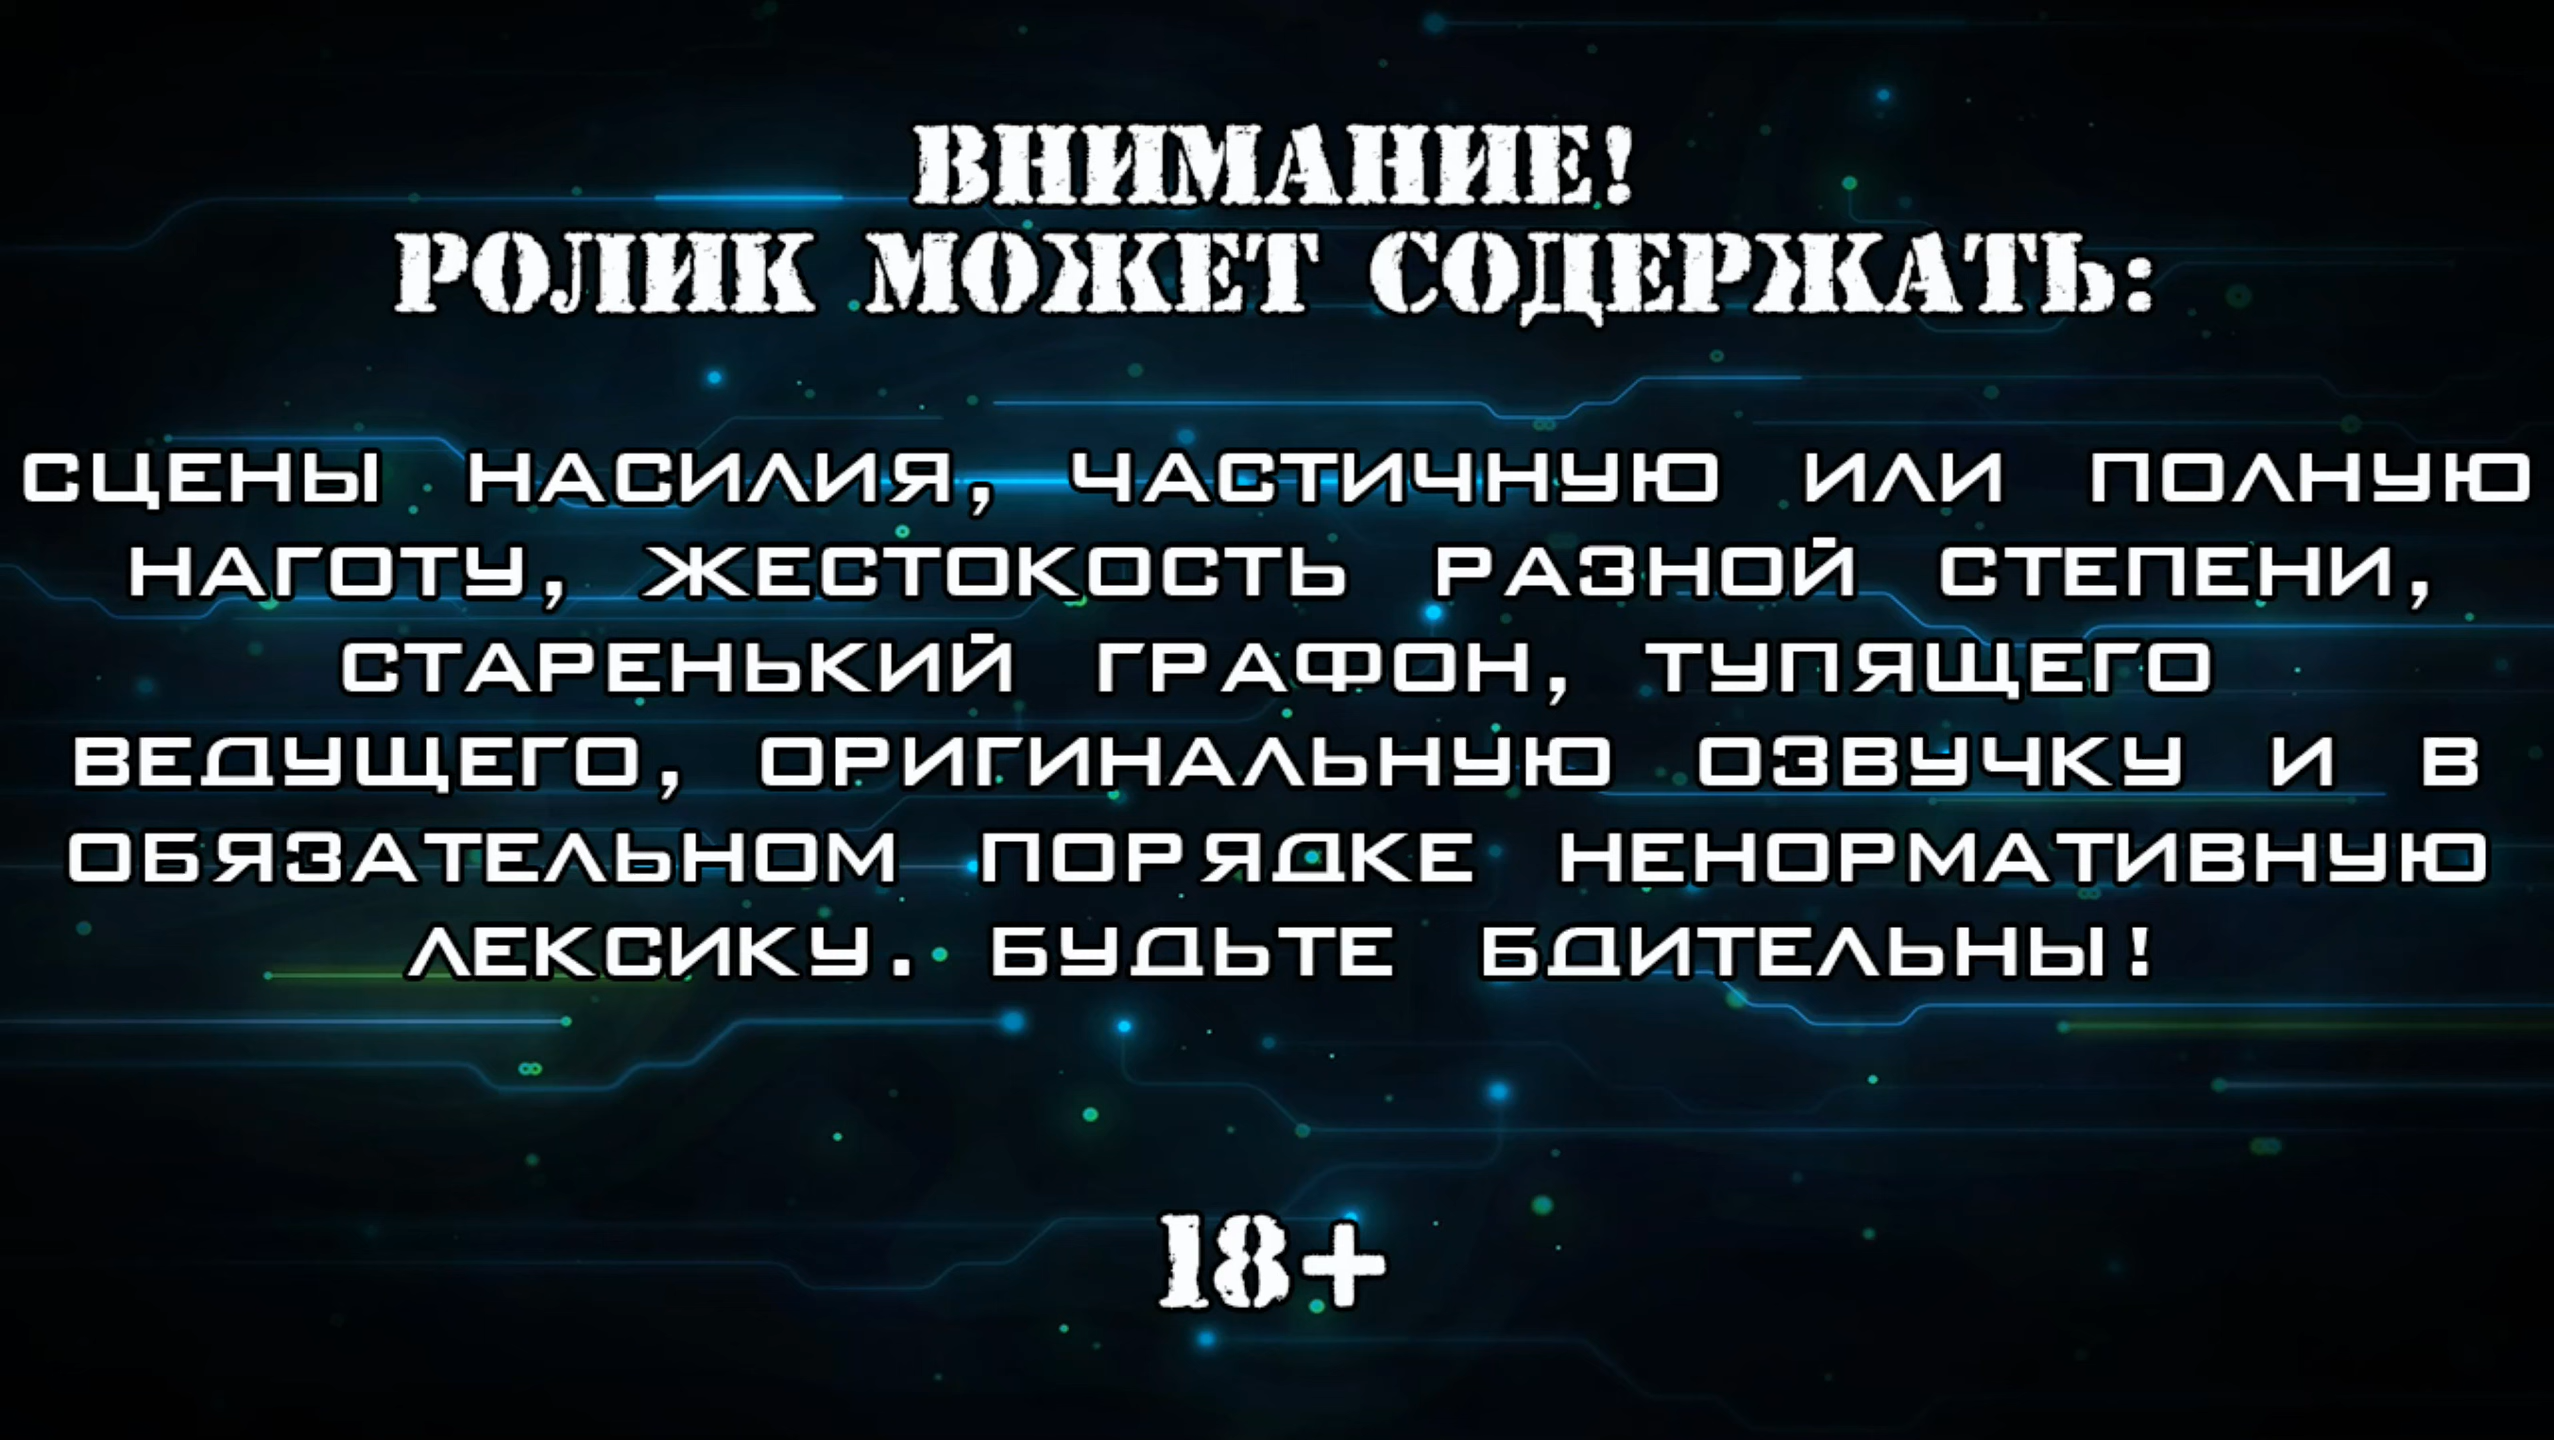 ВНИМАНИЕ!
РОЛИК МОЖЕТ СОДЕРЖАТЬ:
СЦЕНЫ НАСИЛИЯ, ЧАСТИЧНУЮ ИЛИ ПОЛНУЮ
НАГОТУ, ЖЕСТОКОСТЬ РАЗНОЙ СТЕПЕНИ,
СТАРЕНЬКИЙ ГРАФОН, ТУПЯЩЕГО
ВЕДУЩЕГО, ОРИГИНАЛЬНУЮ ОЗВУЧКУ И В
ОБЯЗАТЕЛЬНОМ ПОРЯДКЕ НЕНОРМАТИВНУЮ
ЛЕКСИКУ. БУДЬТЕ БДИТЕЛЬНЫ!
18+